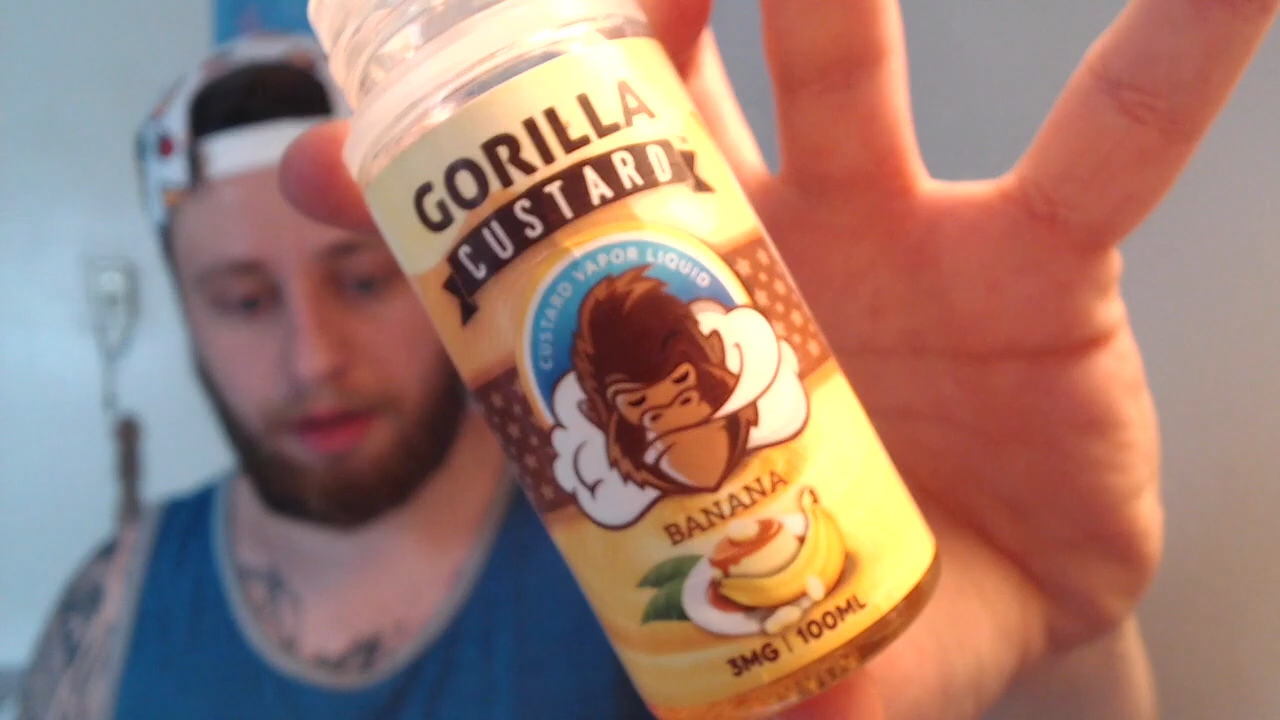 GORILLA
CUSTARD
CUSTARD VAPOR LIQUID
BANANA
3MG | 100ML